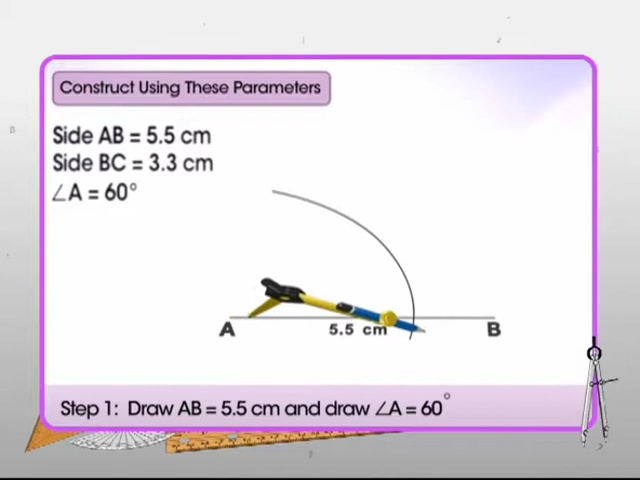 Construct Using These Parameters
Side AB = 5.5 cm
Side BC = 3.3 cm
∠A = 60°
A 5.5 cm B
Step 1: Draw AB = 5.5 cm and draw ∠A = 60°